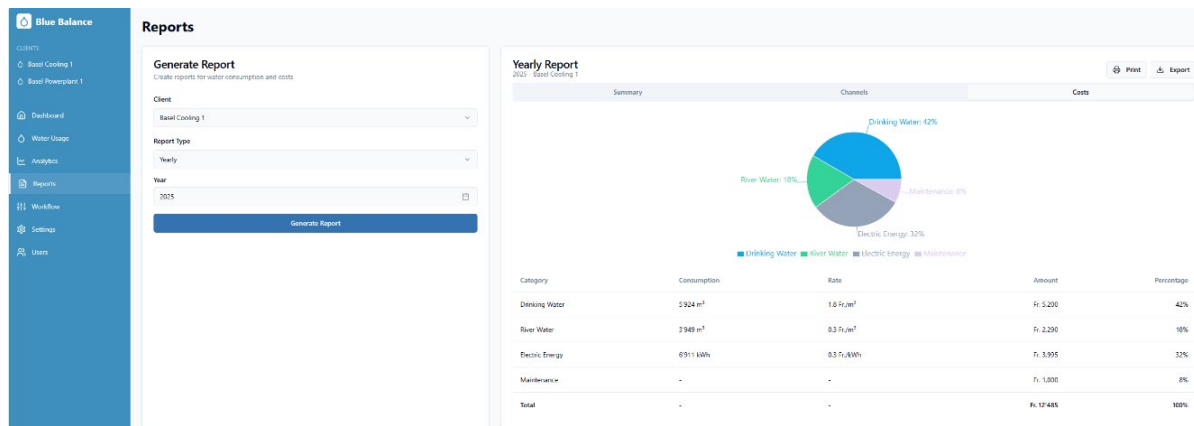 Blue Balance
CLIENTS
Basel Cooling 1
Basel Powerplant 1
Dashboard
Water Usage
Analytics
Reports
Workflow
Settings
Users
Reports
Generate Report
Create reports for water consumption and costs
Client
Basel Cooling 1
Report Type
Yearly
Year
2025
Generate Report
Yearly Report
2025 - Basel Cooling 1
Print
Export
Summary Channels Costs
Drinking Water: 42%
River Water: 18%
Maintenance: 8%
Electric Energy: 32%
Drinking Water River Water Electric Energy Maintenance
Category Consumption Rate Amount Percentage
Drinking Water 5'924 m³ 1.8 Fr./m³ Fr. 5,200 42%
River Water 3'949 m³ 0.3 Fr./m³ Fr. 2,290 18%
Electric Energy 6'911 kWh 0.3 Fr./kWh Fr. 3,995 32%
Maintenance - - Fr. 1,000 8%
Total - - Fr. 12'485 100%